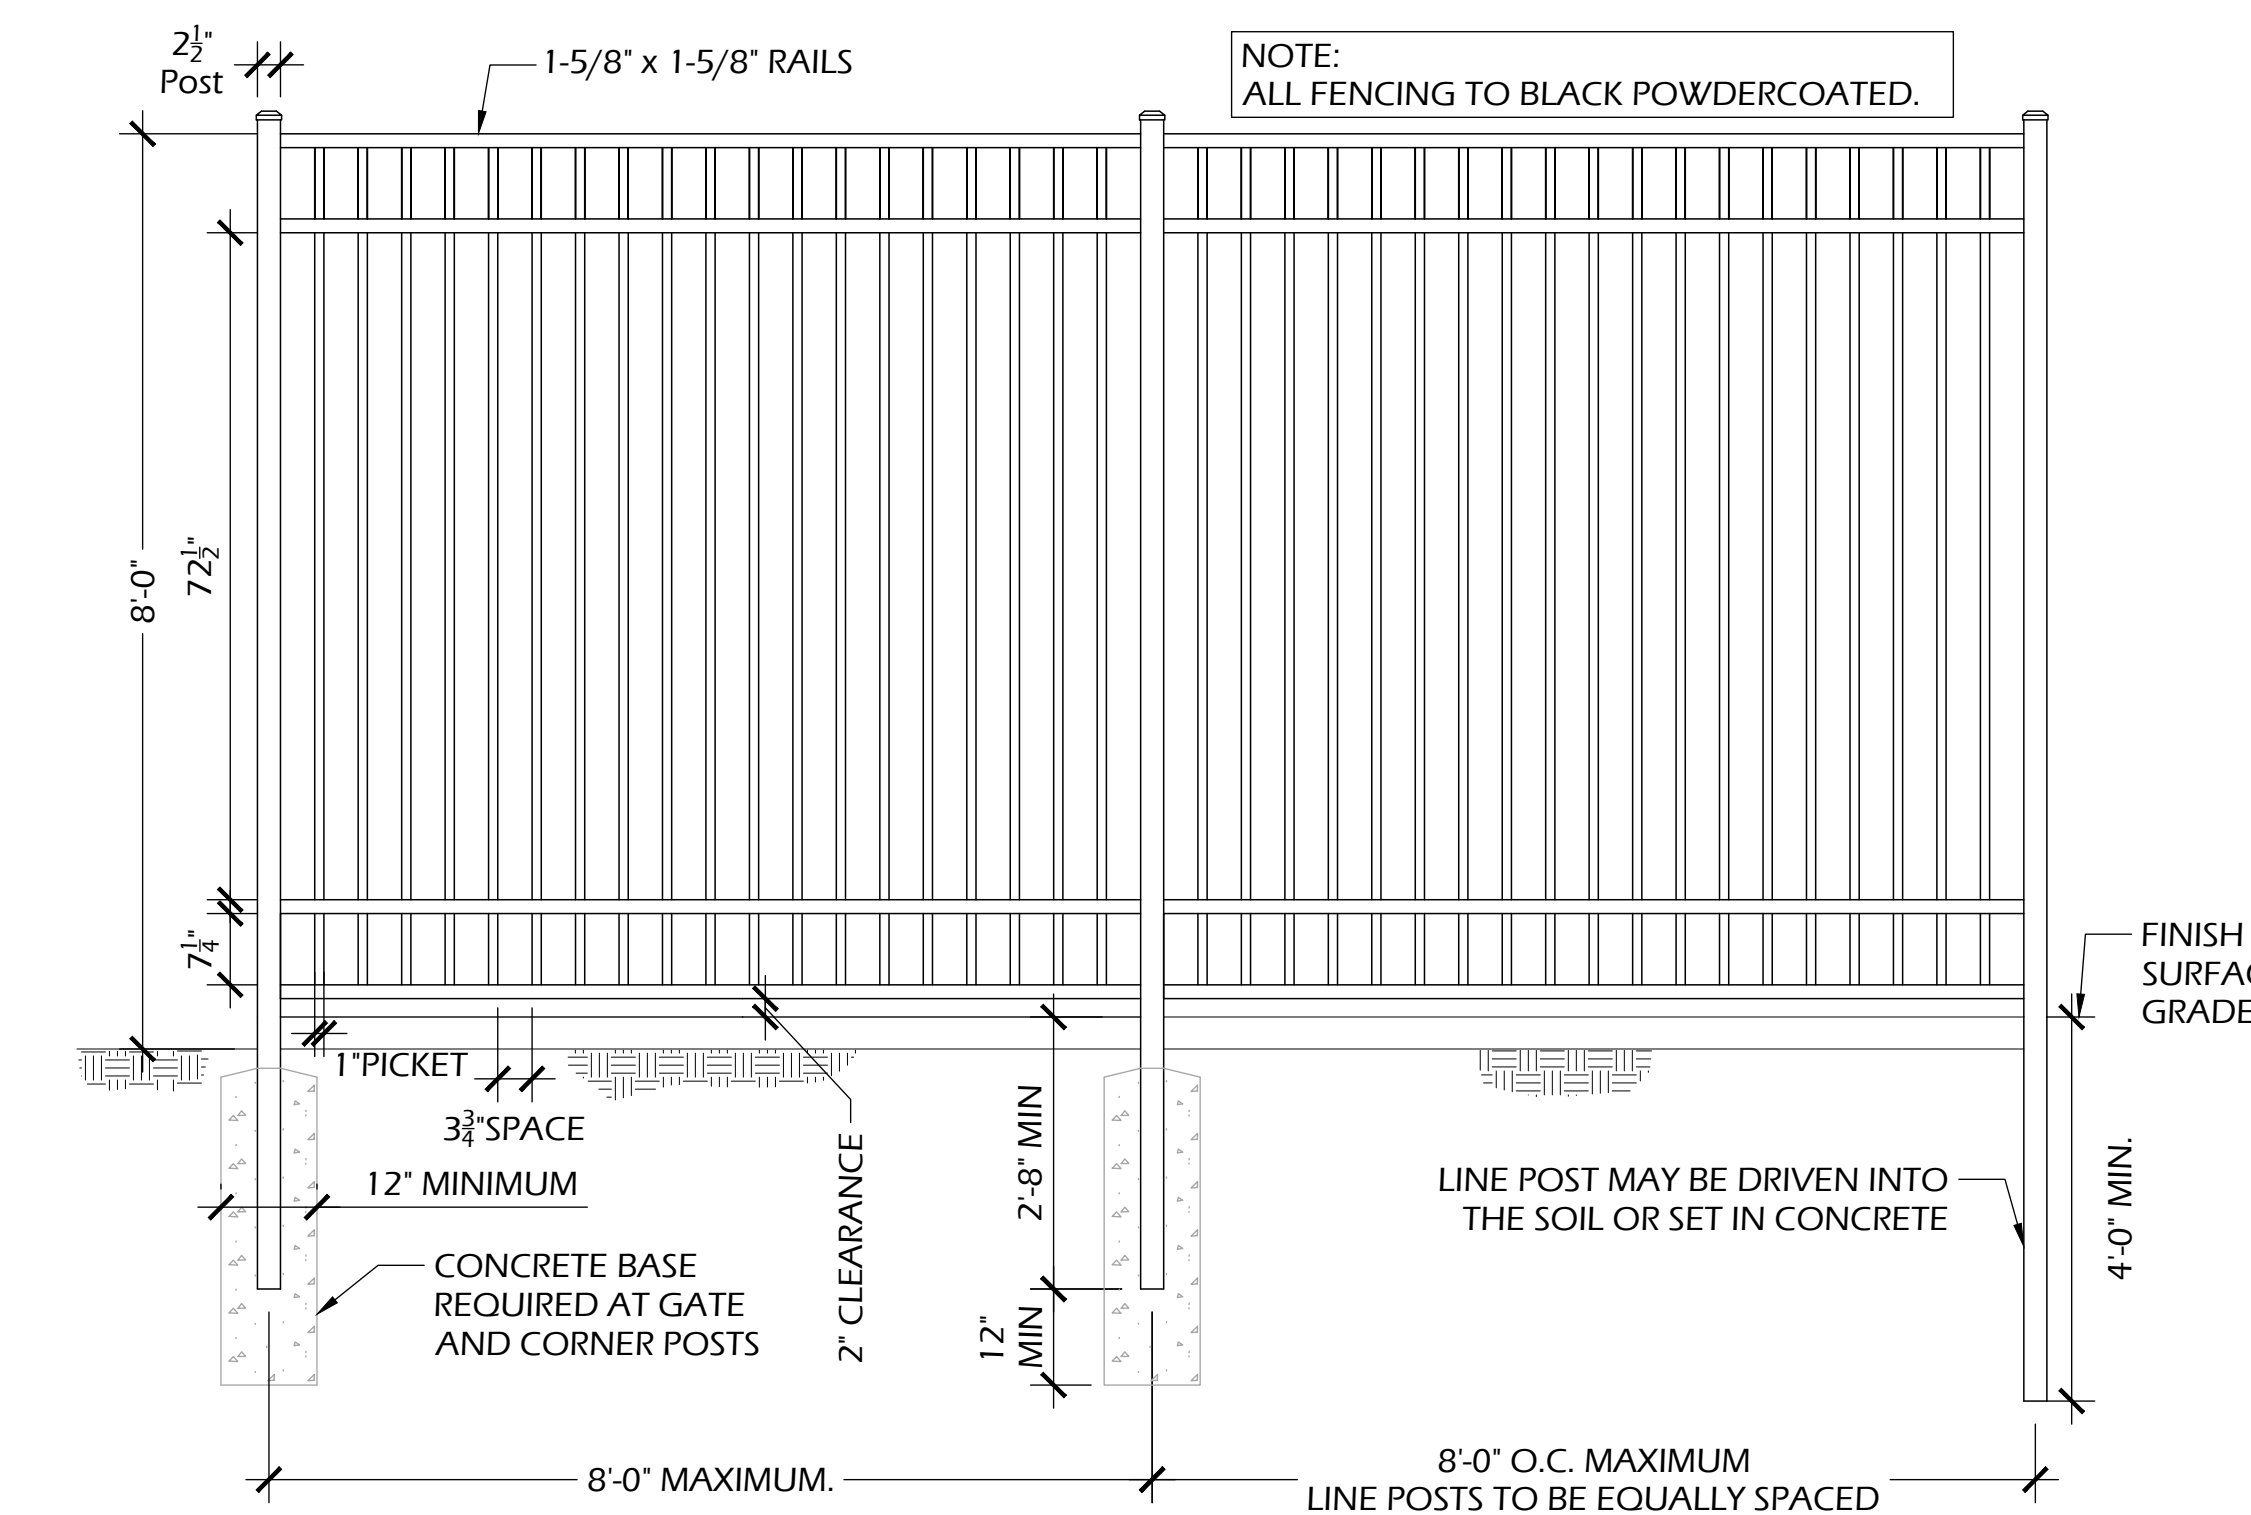 2½"
Post
1-5/8" x 1-5/8" RAILS
NOTE:
ALL FENCING TO BLACK POWDERCOATED.
8'-0"
72½"
7¼"
1"PICKET
3¾"SPACE
12" MINIMUM
CONCRETE BASE
REQUIRED AT GATE
AND CORNER POSTS
2" CLEARANCE
2'-8" MIN
12"
MIN
LINE POST MAY BE DRIVEN INTO
THE SOIL OR SET IN CONCRETE
FINISH
GRADE
4'-0" MIN.
8'-0" MAXIMUM.
8'-0" O.C. MAXIMUM
LINE POSTS TO BE EQUALLY SPACED